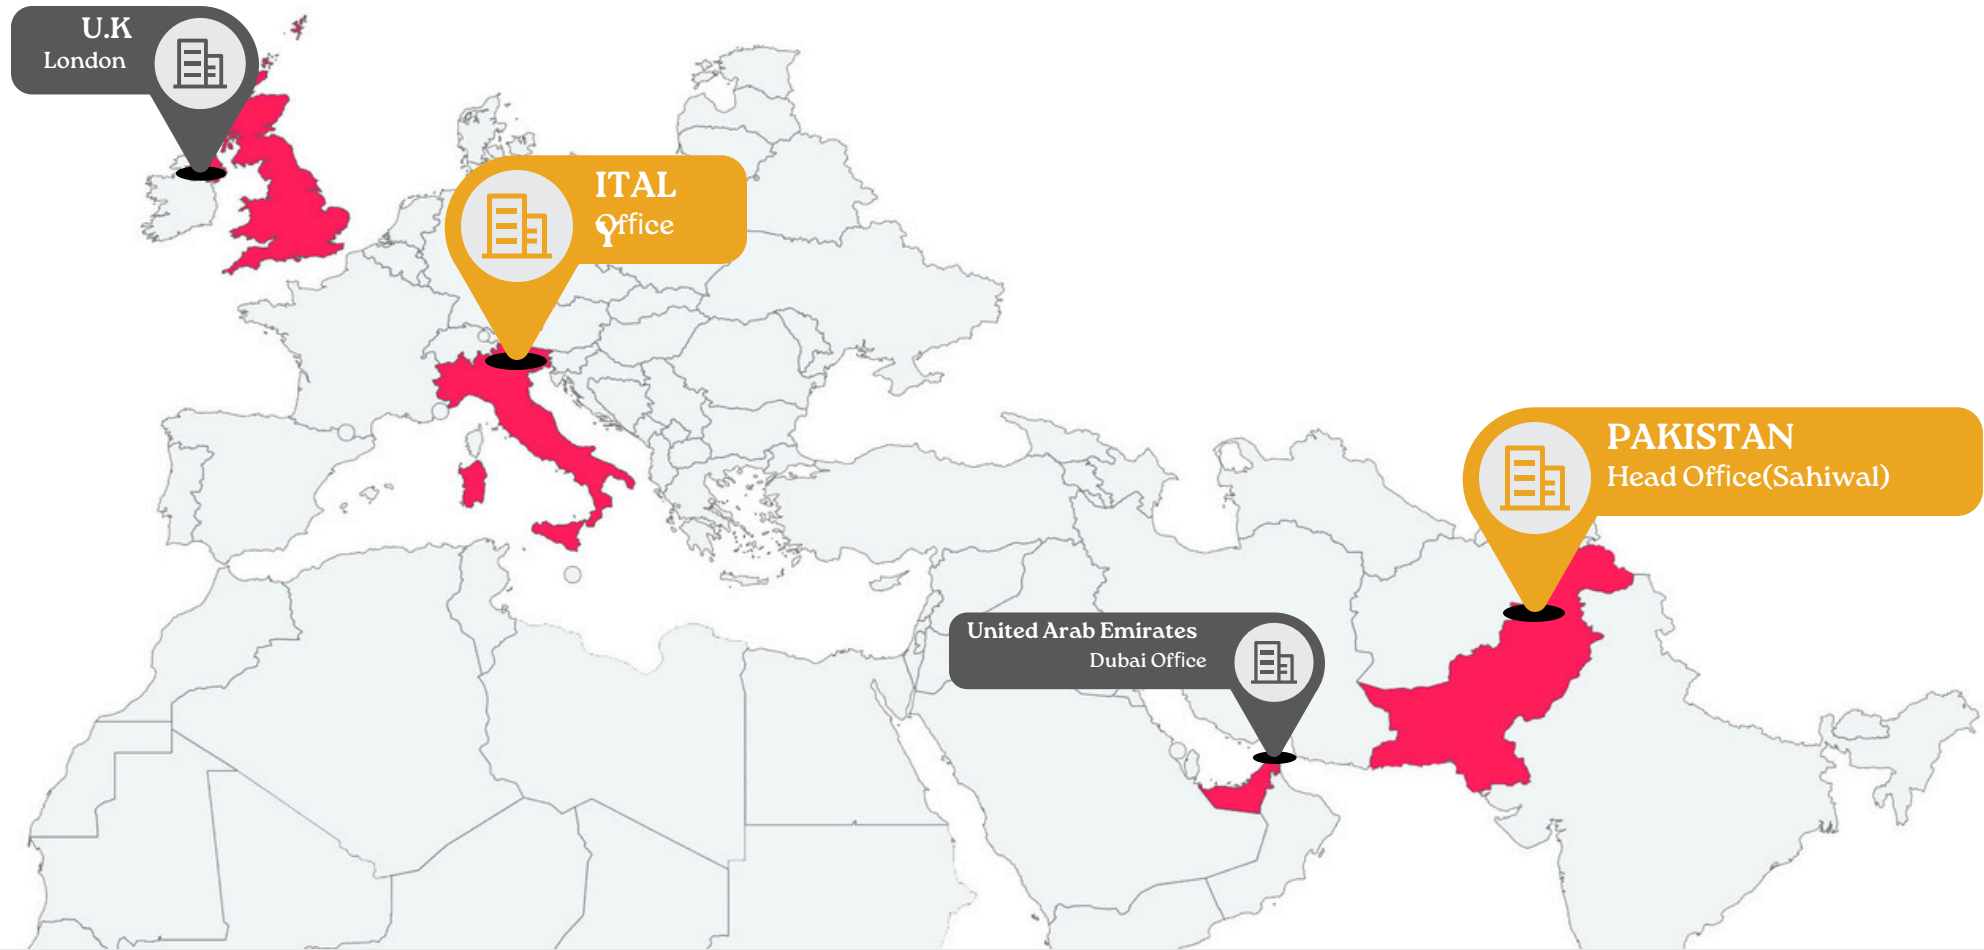 U.K
London
ITAL
Y
Office
PAKISTAN
Head Office(Sahiwal)
United Arab Emirates
Dubai Office